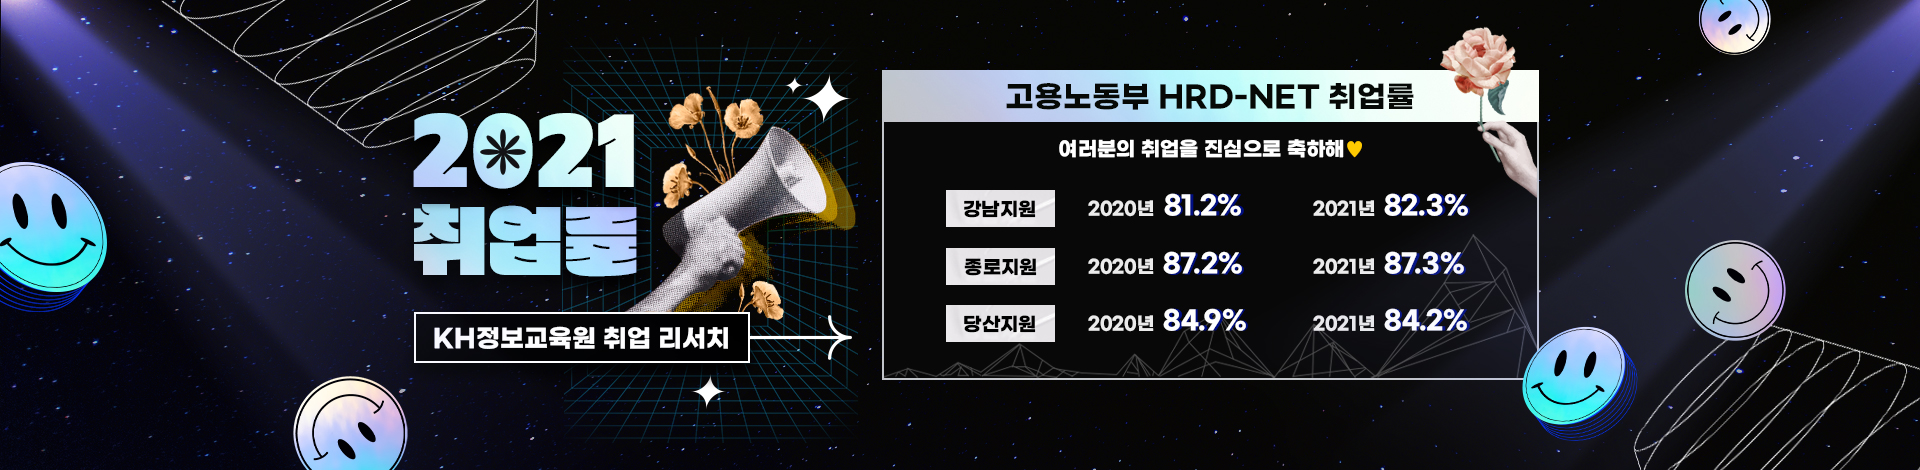 2021
취업률
KH정보교육원 취업 리서치
고용노동부 HRD-NET 취업률
여러분의 취업을 진심으로 축하해
강남지원 2020년 81.2% 2021년 82.3%
종로지원 2020년 87.2% 2021년 87.3%
당산지원 2020년 84.9% 2021년 84.2%